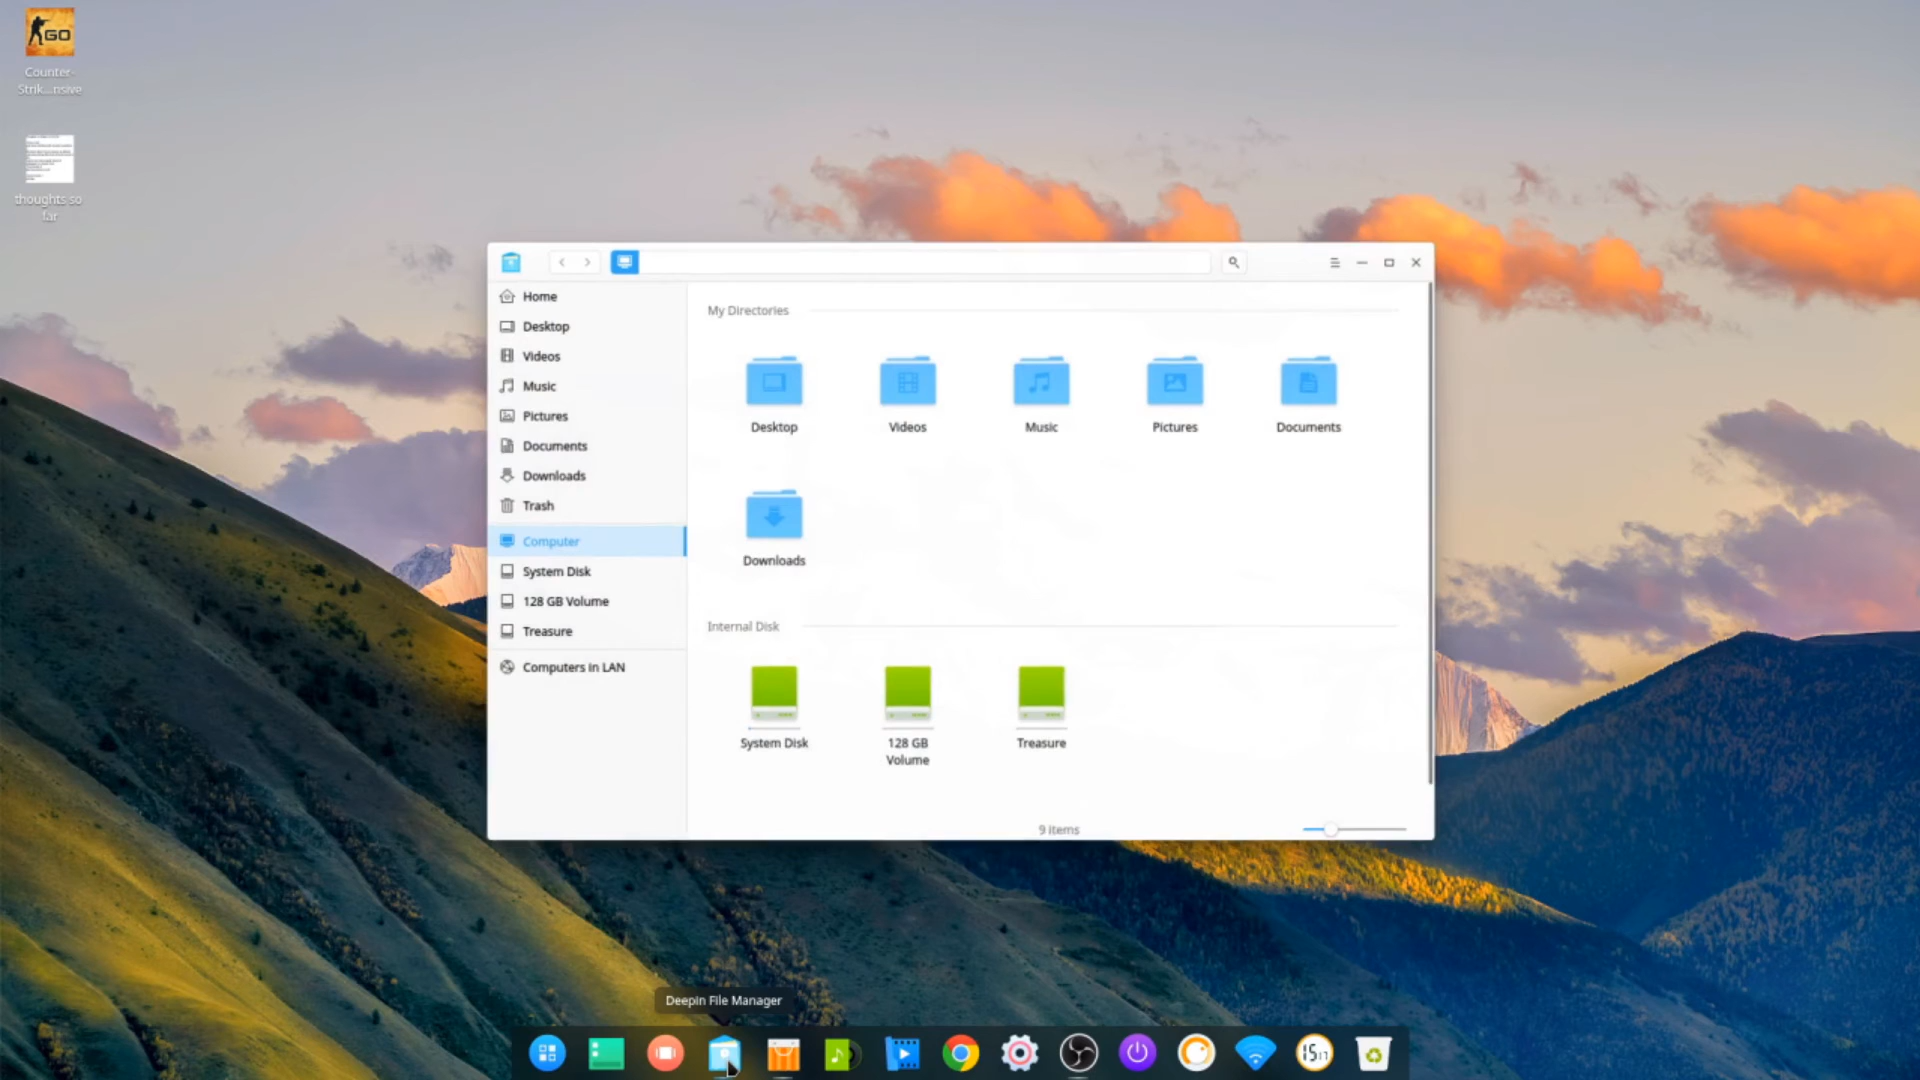 GO
Counter-
Strik...nsive
thoughts so
far
Home
Desktop
Videos
Music
Pictures
Documents
Downloads
Trash
Computer
System Disk
128 GB Volume
Treasure
Computers in LAN
My Directories
Desktop
Videos
Music
Pictures
Documents
Downloads
Internal Disk
System Disk
128 GB
Volume
Treasure
9 items
Deepin File Manager
15:17